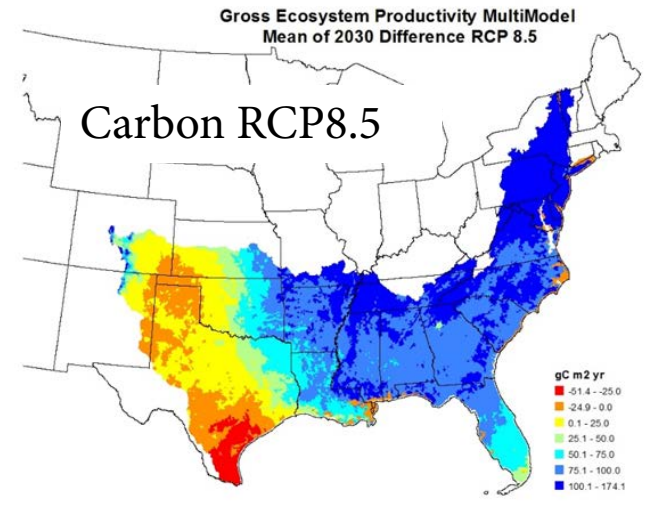 Gross Ecosystem Productivity MultiModel
Mean of 2030 Difference RCP 8.5
Carbon RCP8.5
gC m2 yr
-51.4 - -25.0
-24.9 - 0.0
0.1 - 25.0
25.1 - 50.0
50.1 - 75.0
75.1 - 100.0
100.1 - 174.1